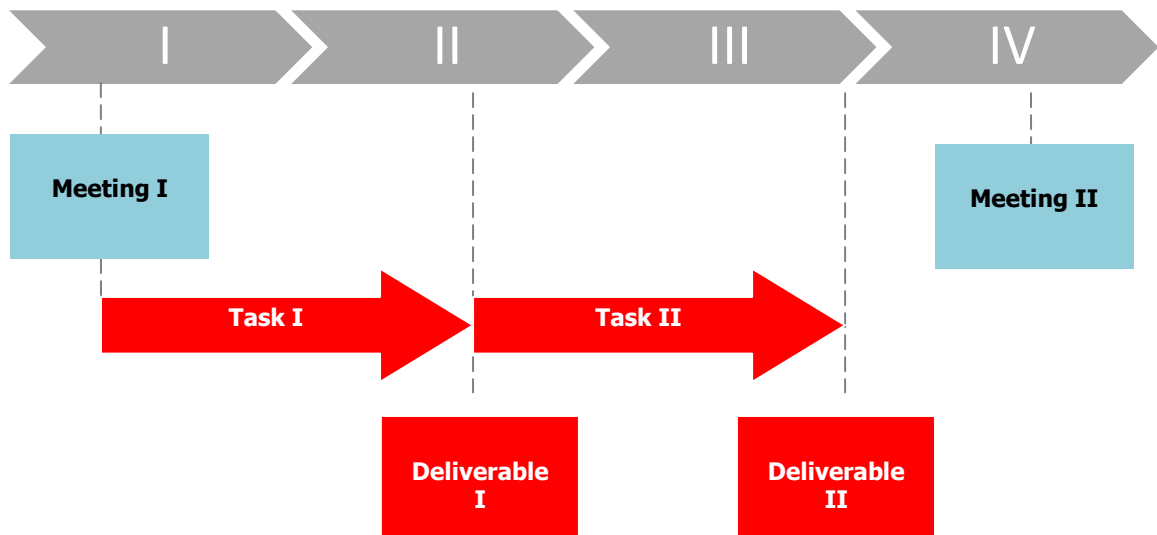 I
II
III
IV
Meeting I
Meeting II
Task I
Task II
Deliverable
I
Deliverable
II